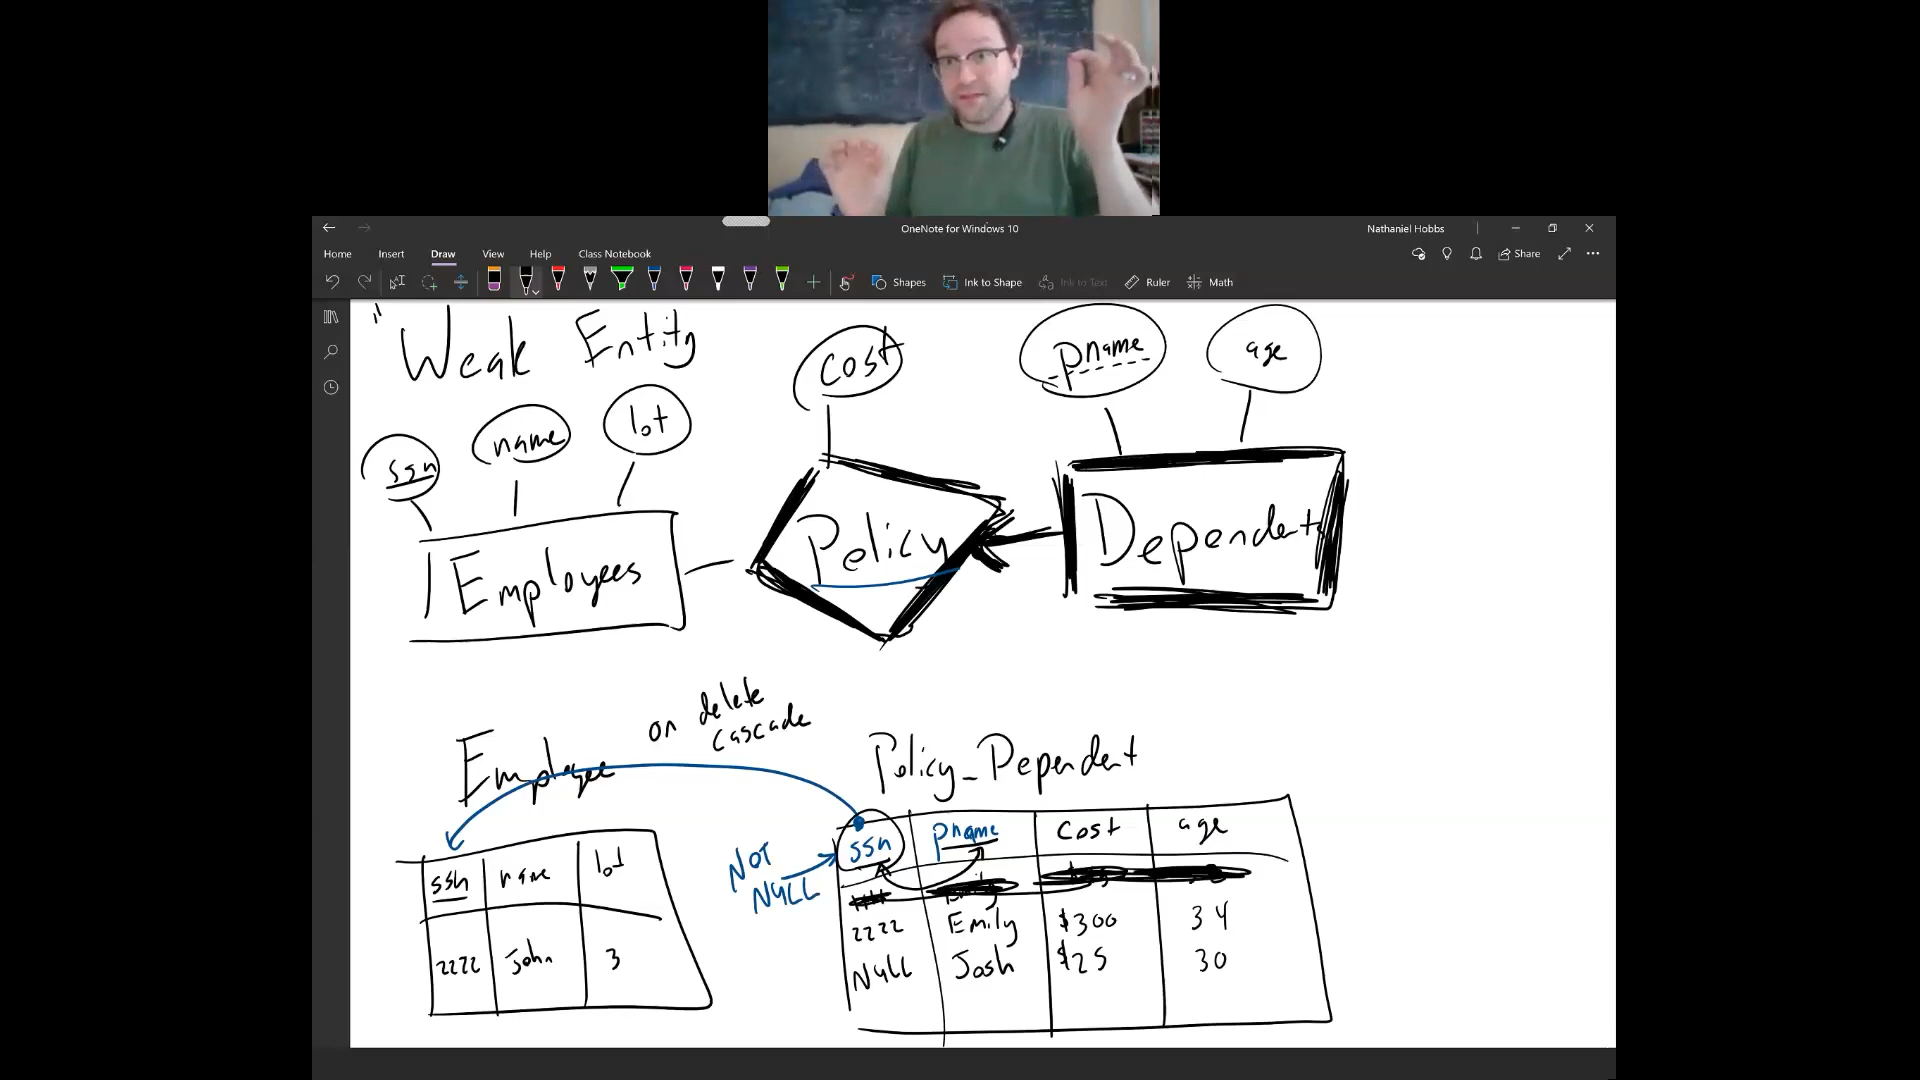 OneNote for Windows 10
Nathaniel Hobbs
Home Insert Draw View Help Class Notebook
Share
Shapes Ink to Shape Ink to Text Ruler Math
"Weak Entity
cost
pname
age
ssn
name
lot
Employees
Policy
Dependents
on delete
cascade
Employee
Policy_Dependent
NOT
NULL
ssn pname cost age
2222 Emily $300 34
NULL Josh $25 30
ssn name lot
2222 John 3